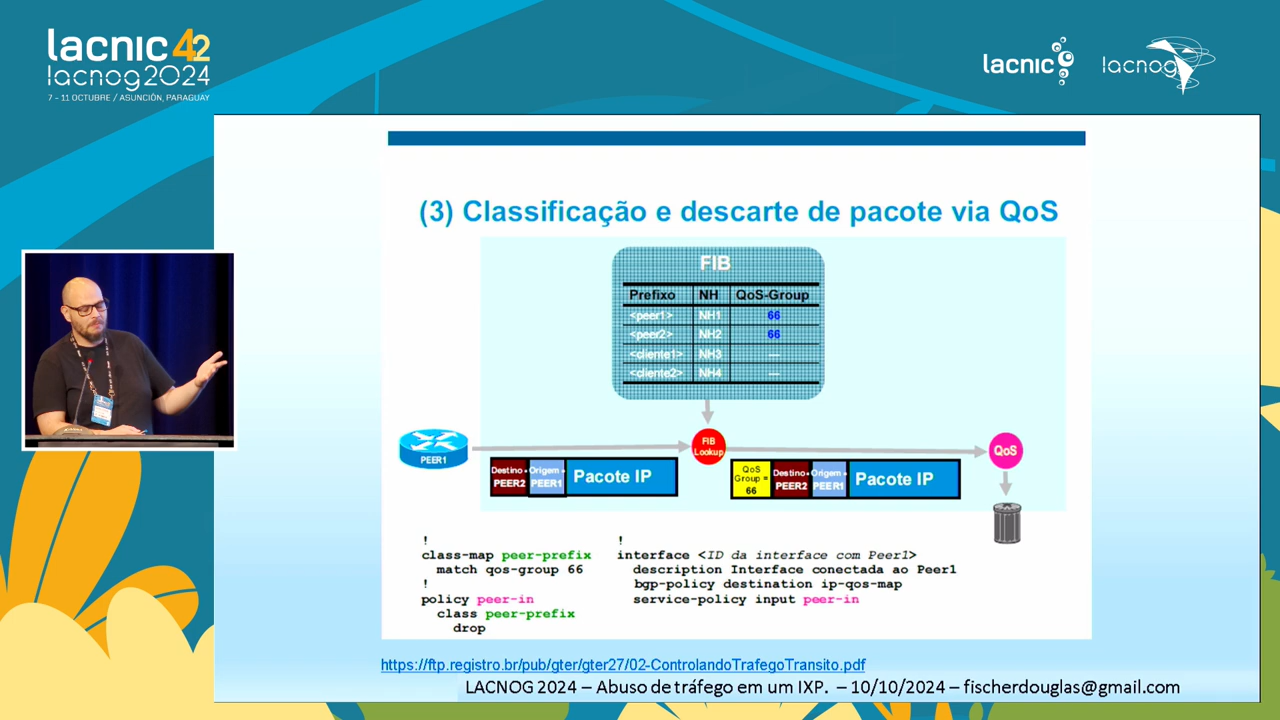 lacnic 42
lacnog2024
7 - 11 OCTUBRE / ASUNCIÓN, PARAGUAY
lacnic
lacnog
(3) Classificação e descarte de pacote via QoS
FIB
Prefixo NH QoS-Group
<peer1> NH1 66
<peer2> NH2 66
<cliente1> NH3 —
<cliente2> NH4 —
PEER1
FIB
Lookup
QoS
Destino=
PEER2
Origem=
PEER1
Pacote IP
QoS
Group =
66
Destino=
PEER2
Origem=
PEER1
Pacote IP
!
class-map peer-prefix
match qos-group 66
!
policy peer-in
class peer-prefix
drop
!
interface <ID da interface com Peer1>
description Interface conectada ao Peer1
bgp-policy destination ip-qos-map
service-policy input peer-in
https://ftp.registro.br/pub/gter/gter27/02-ControlandoTrafegoTransito.pdf
LACNOG 2024 – Abuso de tráfego em um IXP. – 10/10/2024 – fischerdouglas@gmail.com